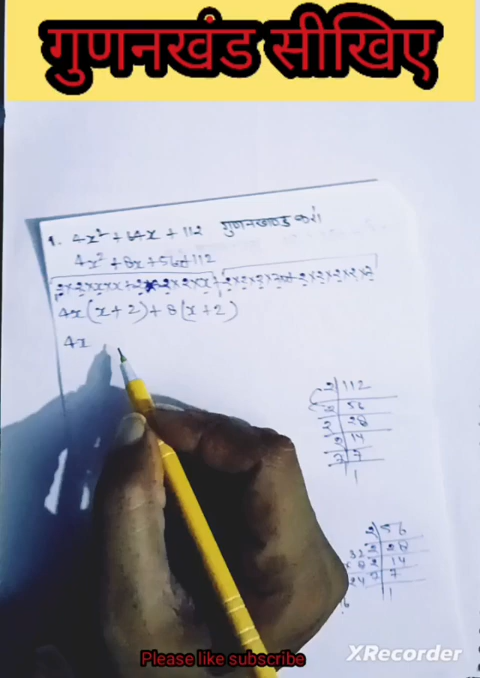 गुणनखंड सीखिए
1. 4x² + 64x + 112 गुणनखण्ड करो
4x² + 8x + 56x + 112
4x(x+2) + 8(x+2)
4x
2 | 112
2 | 56
2 | 28
2 | 14
7 | 7
1
2 | 56
2 | 28
2 | 14
7 | 7
1
Please like subscribe
XRecorder